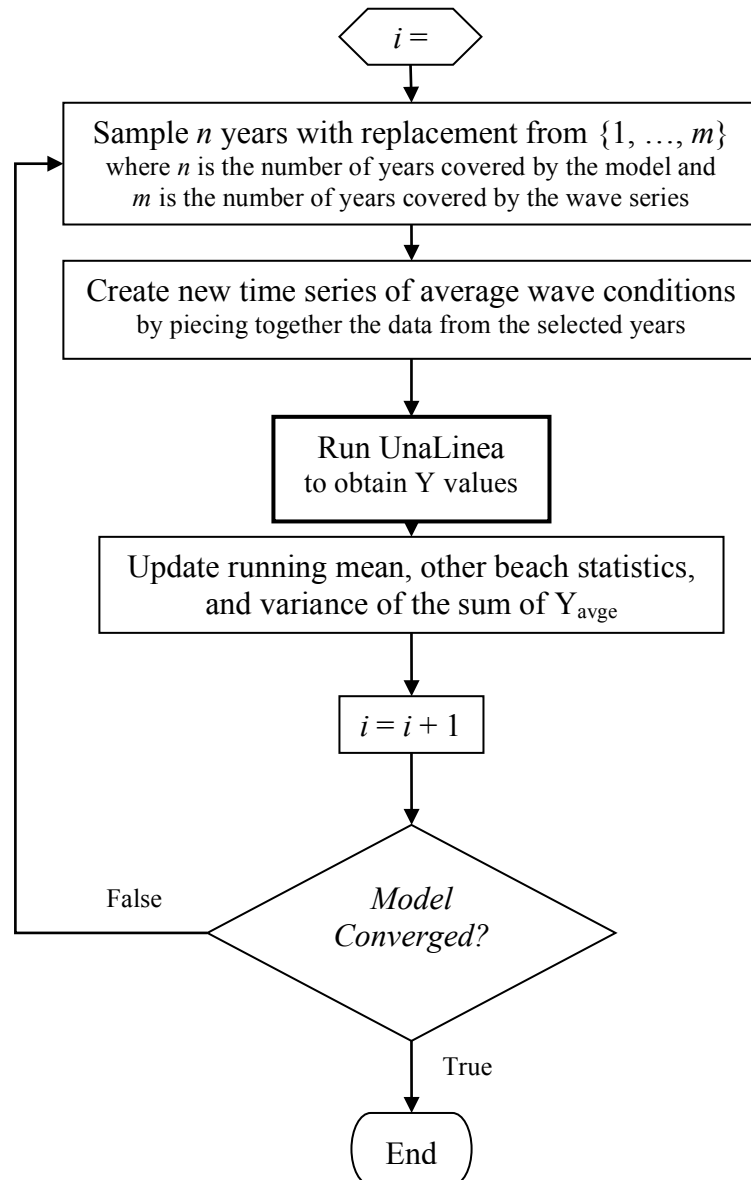 i =
Sample n years with replacement from {1, …, m}
where n is the number of years covered by the model and
m is the number of years covered by the wave series
Create new time series of average wave conditions
by piecing together the data from the selected years
Run UnaLinea
to obtain Y values
Update running mean, other beach statistics,
and variance of the sum of Yavge
i = i + 1
False
Model
Converged?
True
End